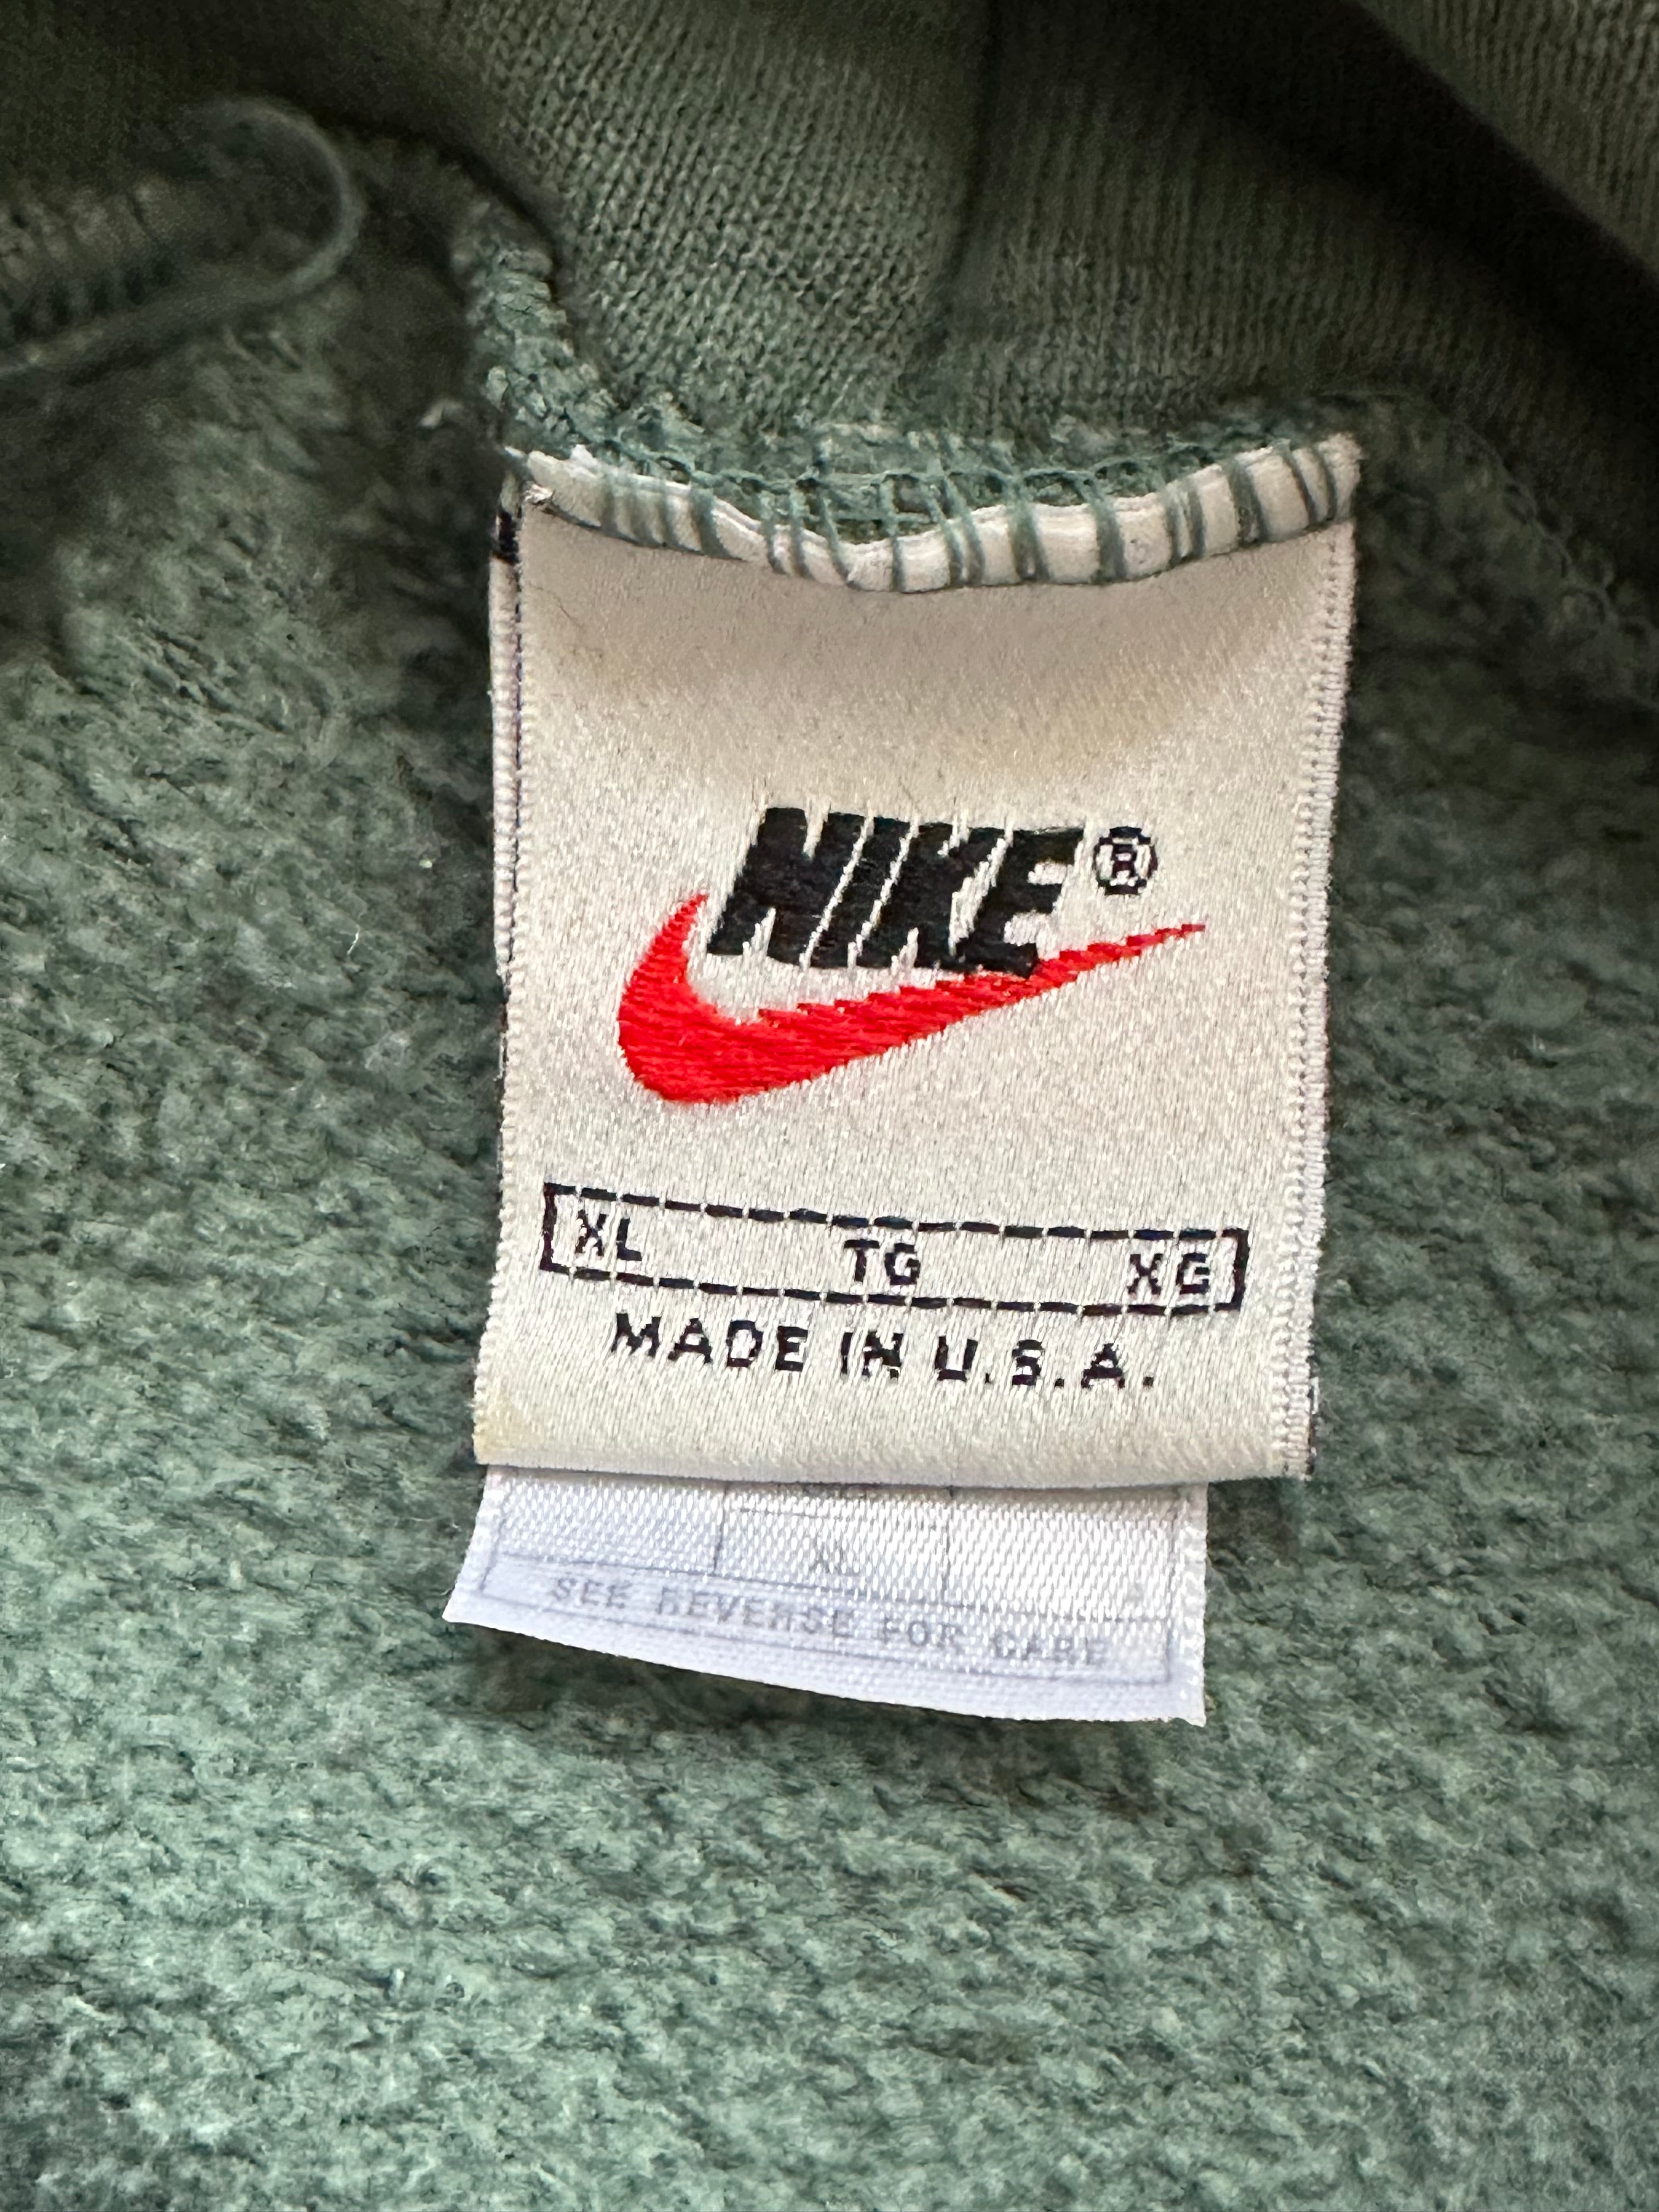 NIKE®
XL TG XG
MADE IN U.S.A.
XL
SEE REVERSE FOR CARE